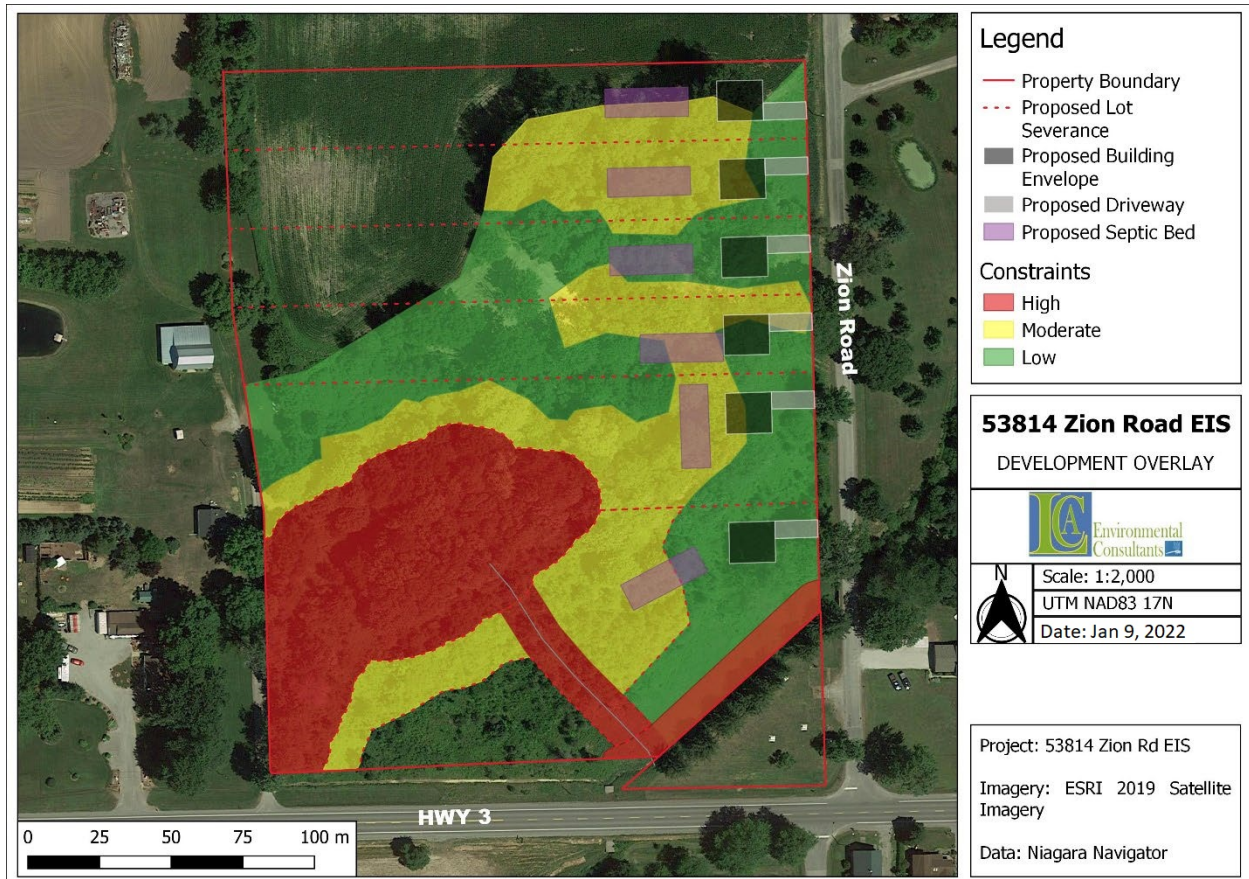 Zion Road
HWY 3
0 25 50 75 100 m
Legend
Property Boundary
Proposed Lot
Severance
Proposed Building
Envelope
Proposed Driveway
Proposed Septic Bed
Constraints
High
Moderate
Low
53814 Zion Road EIS
DEVELOPMENT OVERLAY
LCA
Environmental
Consultants
N
Scale: 1:2,000
UTM NAD83 17N
Date: Jan 9, 2022
Project: 53814 Zion Rd EIS
Imagery: ESRI 2019 Satellite
Imagery
Data: Niagara Navigator